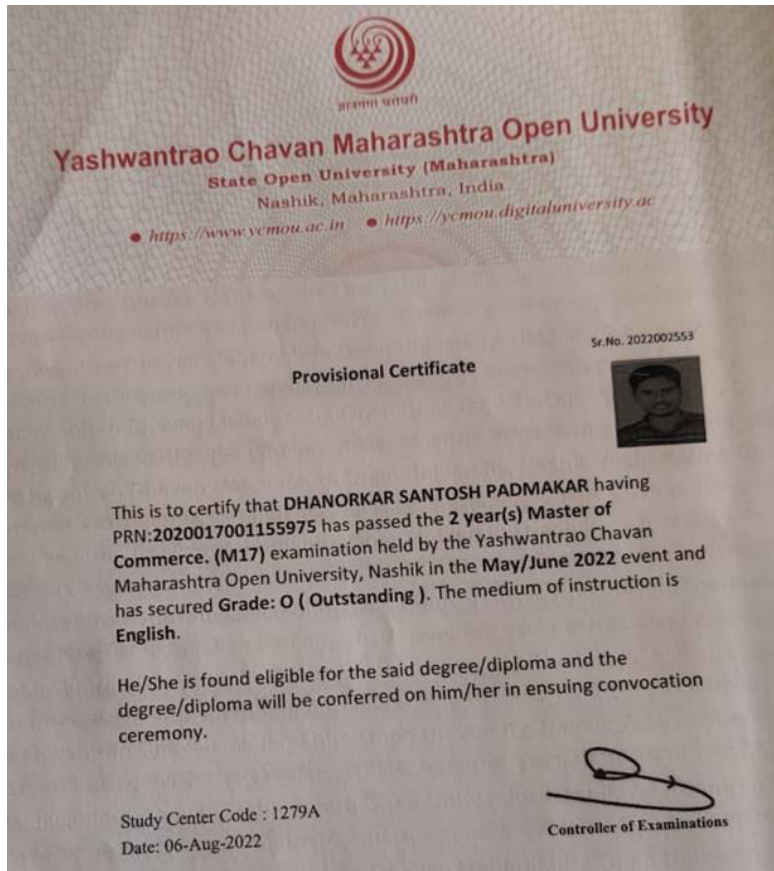 Yashwantrao Chavan Maharashtra Open University
State Open University (Maharashtra)
Nashik, Maharashtra, India
● https://www.ycmou.ac.in ● https://ycmou.digitaluniversity.ac
Sr.No. 2022002553
Provisional Certificate
This is to certify that DHANORKAR SANTOSH PADMAKAR having
PRN:2020017001155975 has passed the 2 year(s) Master of
Commerce. (M17) examination held by the Yashwantrao Chavan
Maharashtra Open University, Nashik in the May/June 2022 event and
has secured Grade: O ( Outstanding ). The medium of instruction is
English.
He/She is found eligible for the said degree/diploma and the
degree/diploma will be conferred on him/her in ensuing convocation
ceremony.
Study Center Code : 1279A
Date: 06-Aug-2022
Controller of Examinations